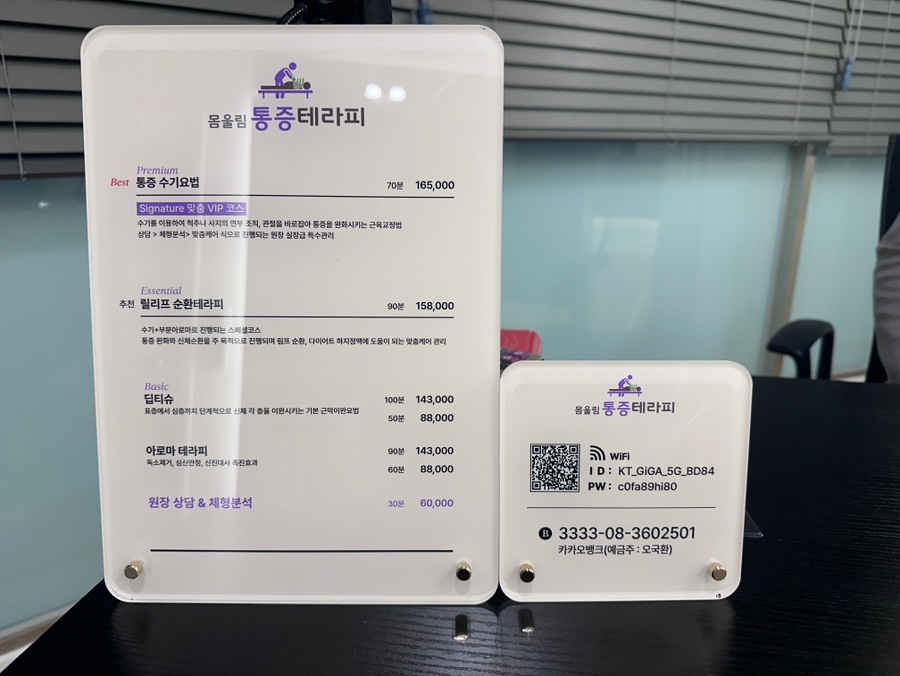 몸울림 통증테라피
Premium
Best 통증 수기요법 70분 165,000
Signature 맞춤 VIP 코스
수기를 이용하여 척추나 사지의 연부 조직, 관절을 바로잡아 통증을 완화시키는 근육교정법
상담 > 체형분석> 맞춤케어 식으로 진행되는 원장 실장급 특수관리
Essential
추천 릴리프 순환테라피 90분 158,000
수기+부분아로마로 진행되는 스페셜코스
통증 완화와 신체순환을 주 목적으로 진행되며 림프 순환, 다이어트 하지정맥에 도움이 되는 맞춤케어 관리
Basic
딥티슈 100분 143,000
표층에서 심층까지 단계적으로 신체 각 층을 이완시키는 기본 근막이완요법
50분 88,000
아로마 테라피 90분 143,000
독소제거, 심신안정, 신진대사 촉진효과
60분 88,000
원장 상담 & 체형분석 30분 60,000
몸울림 통증테라피
WiFi
ID : KT_GiGA_5G_BD84
PW : c0fa89hi80
B 3333-08-3602501
카카오뱅크(예금주 : 오국환)